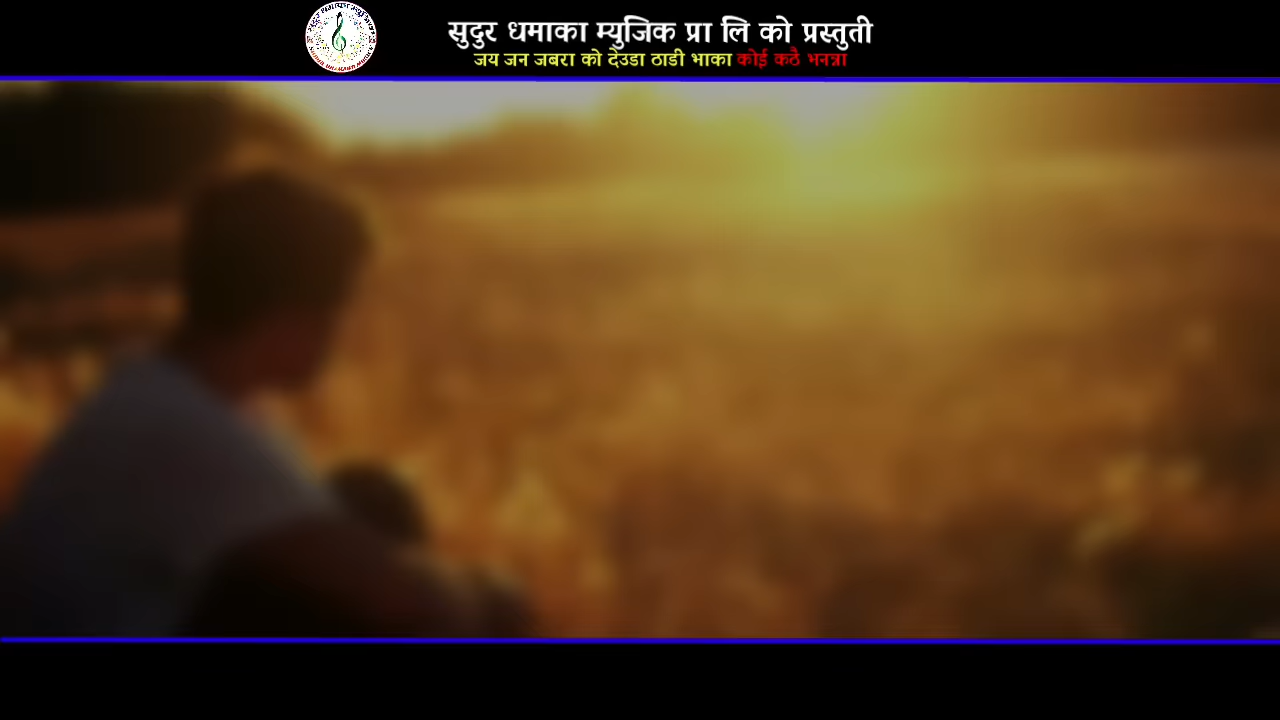 सुदुर धमाका म्युजिक प्रा लि को प्रस्तुती
जय जन जबरा को देउडा ठाडी भाका कोई कठै भनन्ना